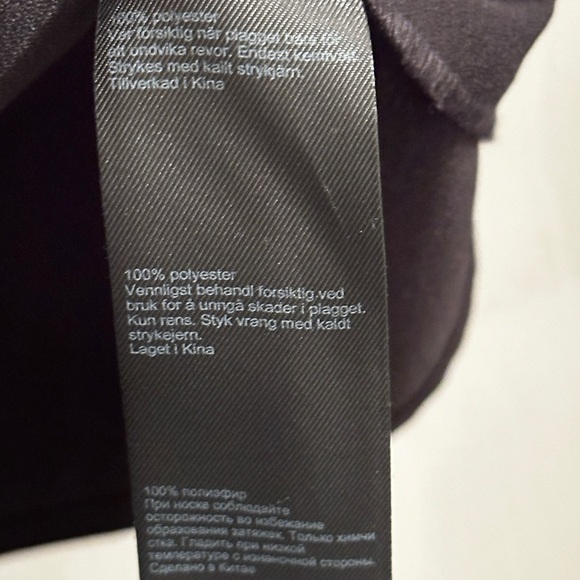 100% polyester
Var försiktig när plagget bärs för
att undvika revor. Endast kemtvätt.
Strykes med kallt strykjärn.
Tillverkad i Kina
100% polyester
Vennligst behandl forsiktig ved
bruk for å unngå skader i plagget.
Kun rens. Styk vrang med kaldt
strykejern.
Laget i Kina
100% полиэфир
При носке соблюдайте
осторожность во избежание
образования затяжек. Только химчи
стка. Гладить при низкой
температуре с изнаночной стороны.
Сделано в Китае